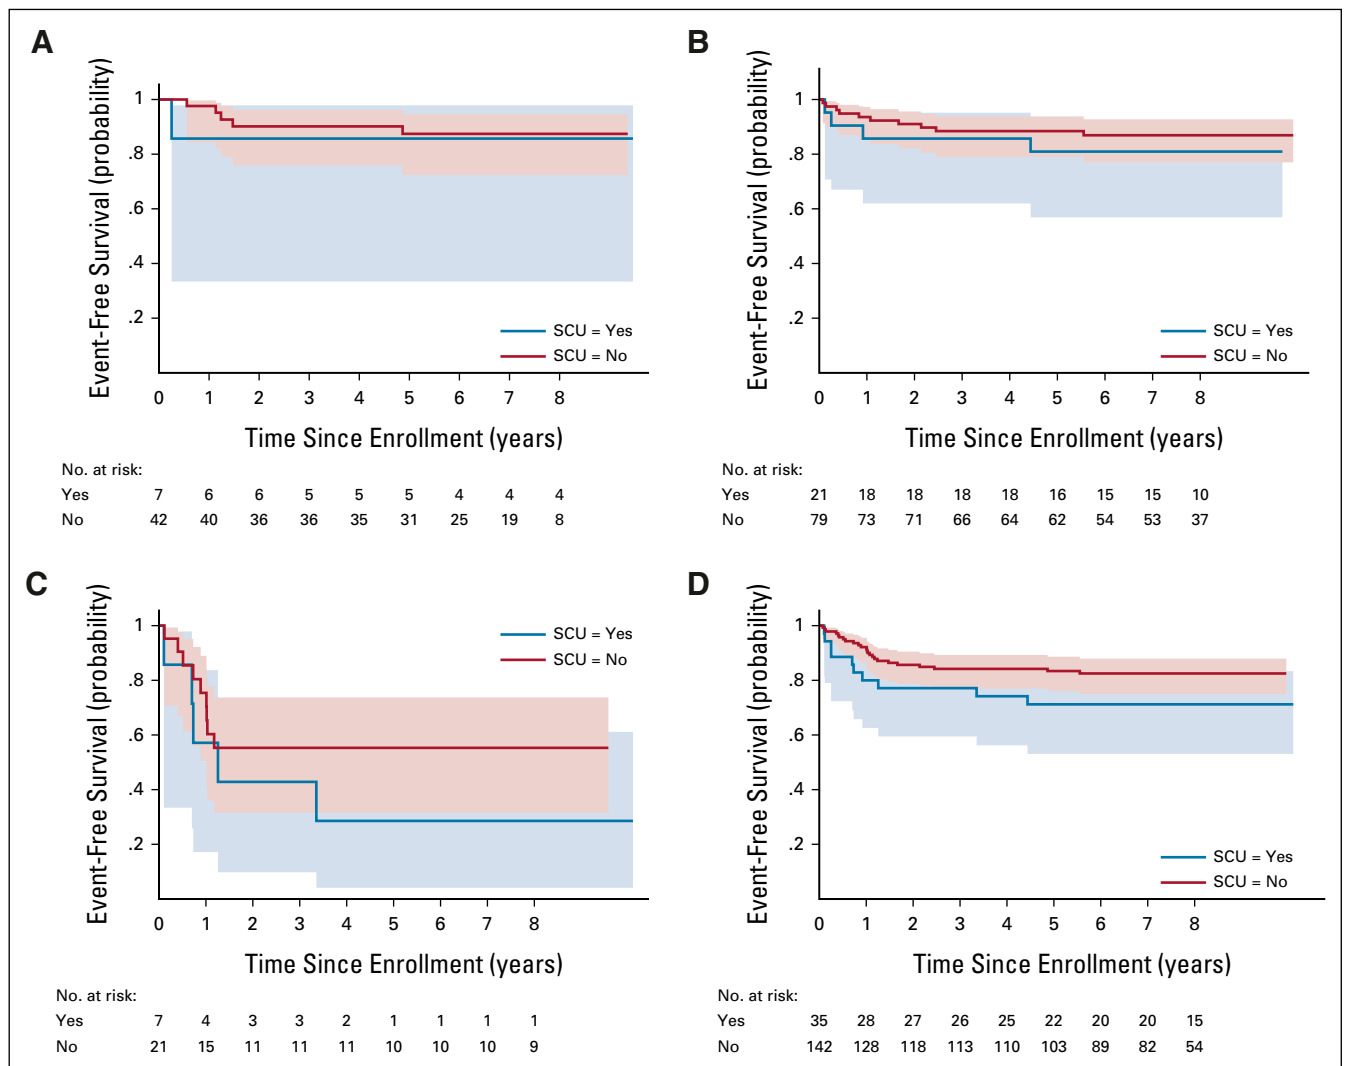 A
Event-Free Survival (probability)
1
.8
.6
.4
.2
SCU = Yes
SCU = No
0 1 2 3 4 5 6 7 8
Time Since Enrollment (years)
No. at risk:
Yes 7 6 6 5 5 5 4 4 4
No 42 40 36 36 35 31 25 19 8
B
Event-Free Survival (probability)
1
.8
.6
.4
.2
SCU = Yes
SCU = No
0 1 2 3 4 5 6 7 8
Time Since Enrollment (years)
No. at risk:
Yes 21 18 18 18 18 16 15 15 10
No 79 73 71 66 64 62 54 53 37
C
Event-Free Survival (probability)
1
.8
.6
.4
.2
SCU = Yes
SCU = No
0 1 2 3 4 5 6 7 8
Time Since Enrollment (years)
No. at risk:
Yes 7 4 3 3 2 1 1 1 1
No 21 15 11 11 11 10 10 10 9
D
Event-Free Survival (probability)
1
.8
.6
.4
.2
SCU = Yes
SCU = No
0 1 2 3 4 5 6 7 8
Time Since Enrollment (years)
No. at risk:
Yes 35 28 27 26 25 22 20 20 15
No 142 128 118 113 110 103 89 82 54